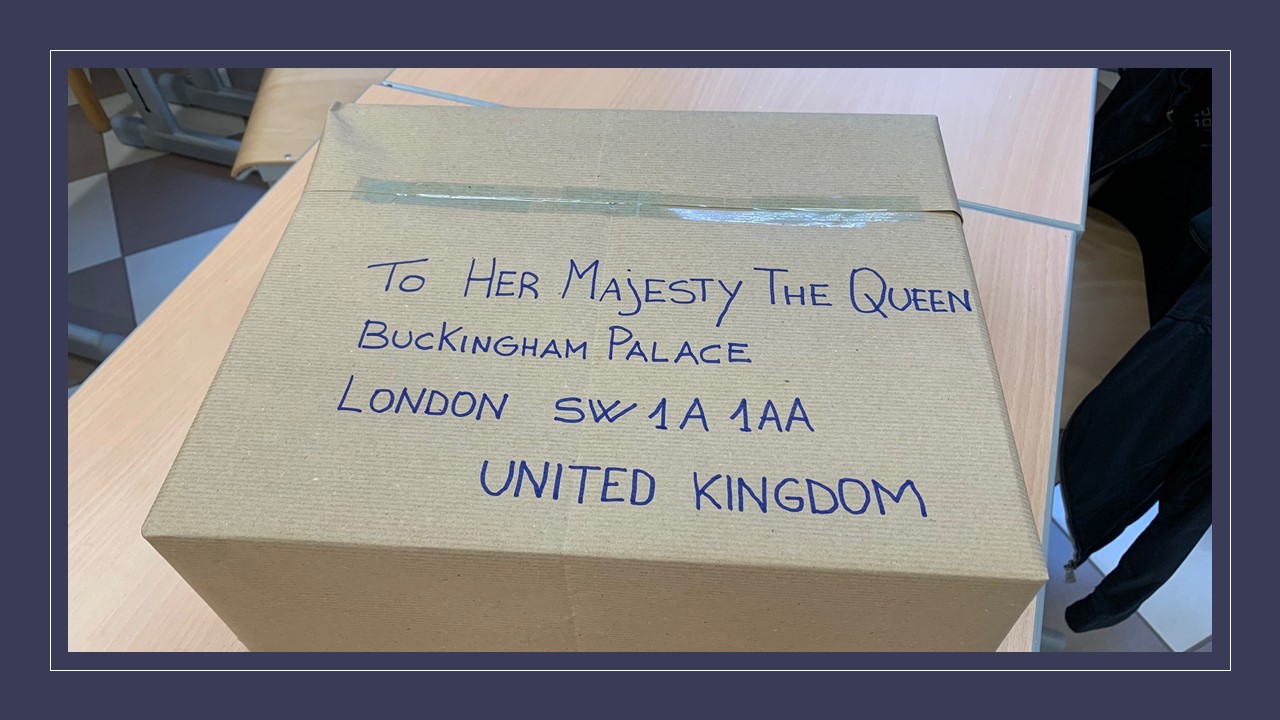 To Her Majesty The Queen
Buckingham Palace
London SW1A 1AA
UNITED KINGDOM